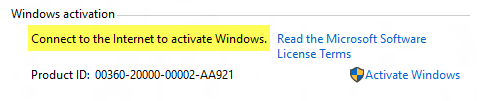 Windows activation
Connect to the Internet to activate Windows. Read the Microsoft Software
License Terms
Product ID: 00360-20000-00002-AA921 Activate Windows